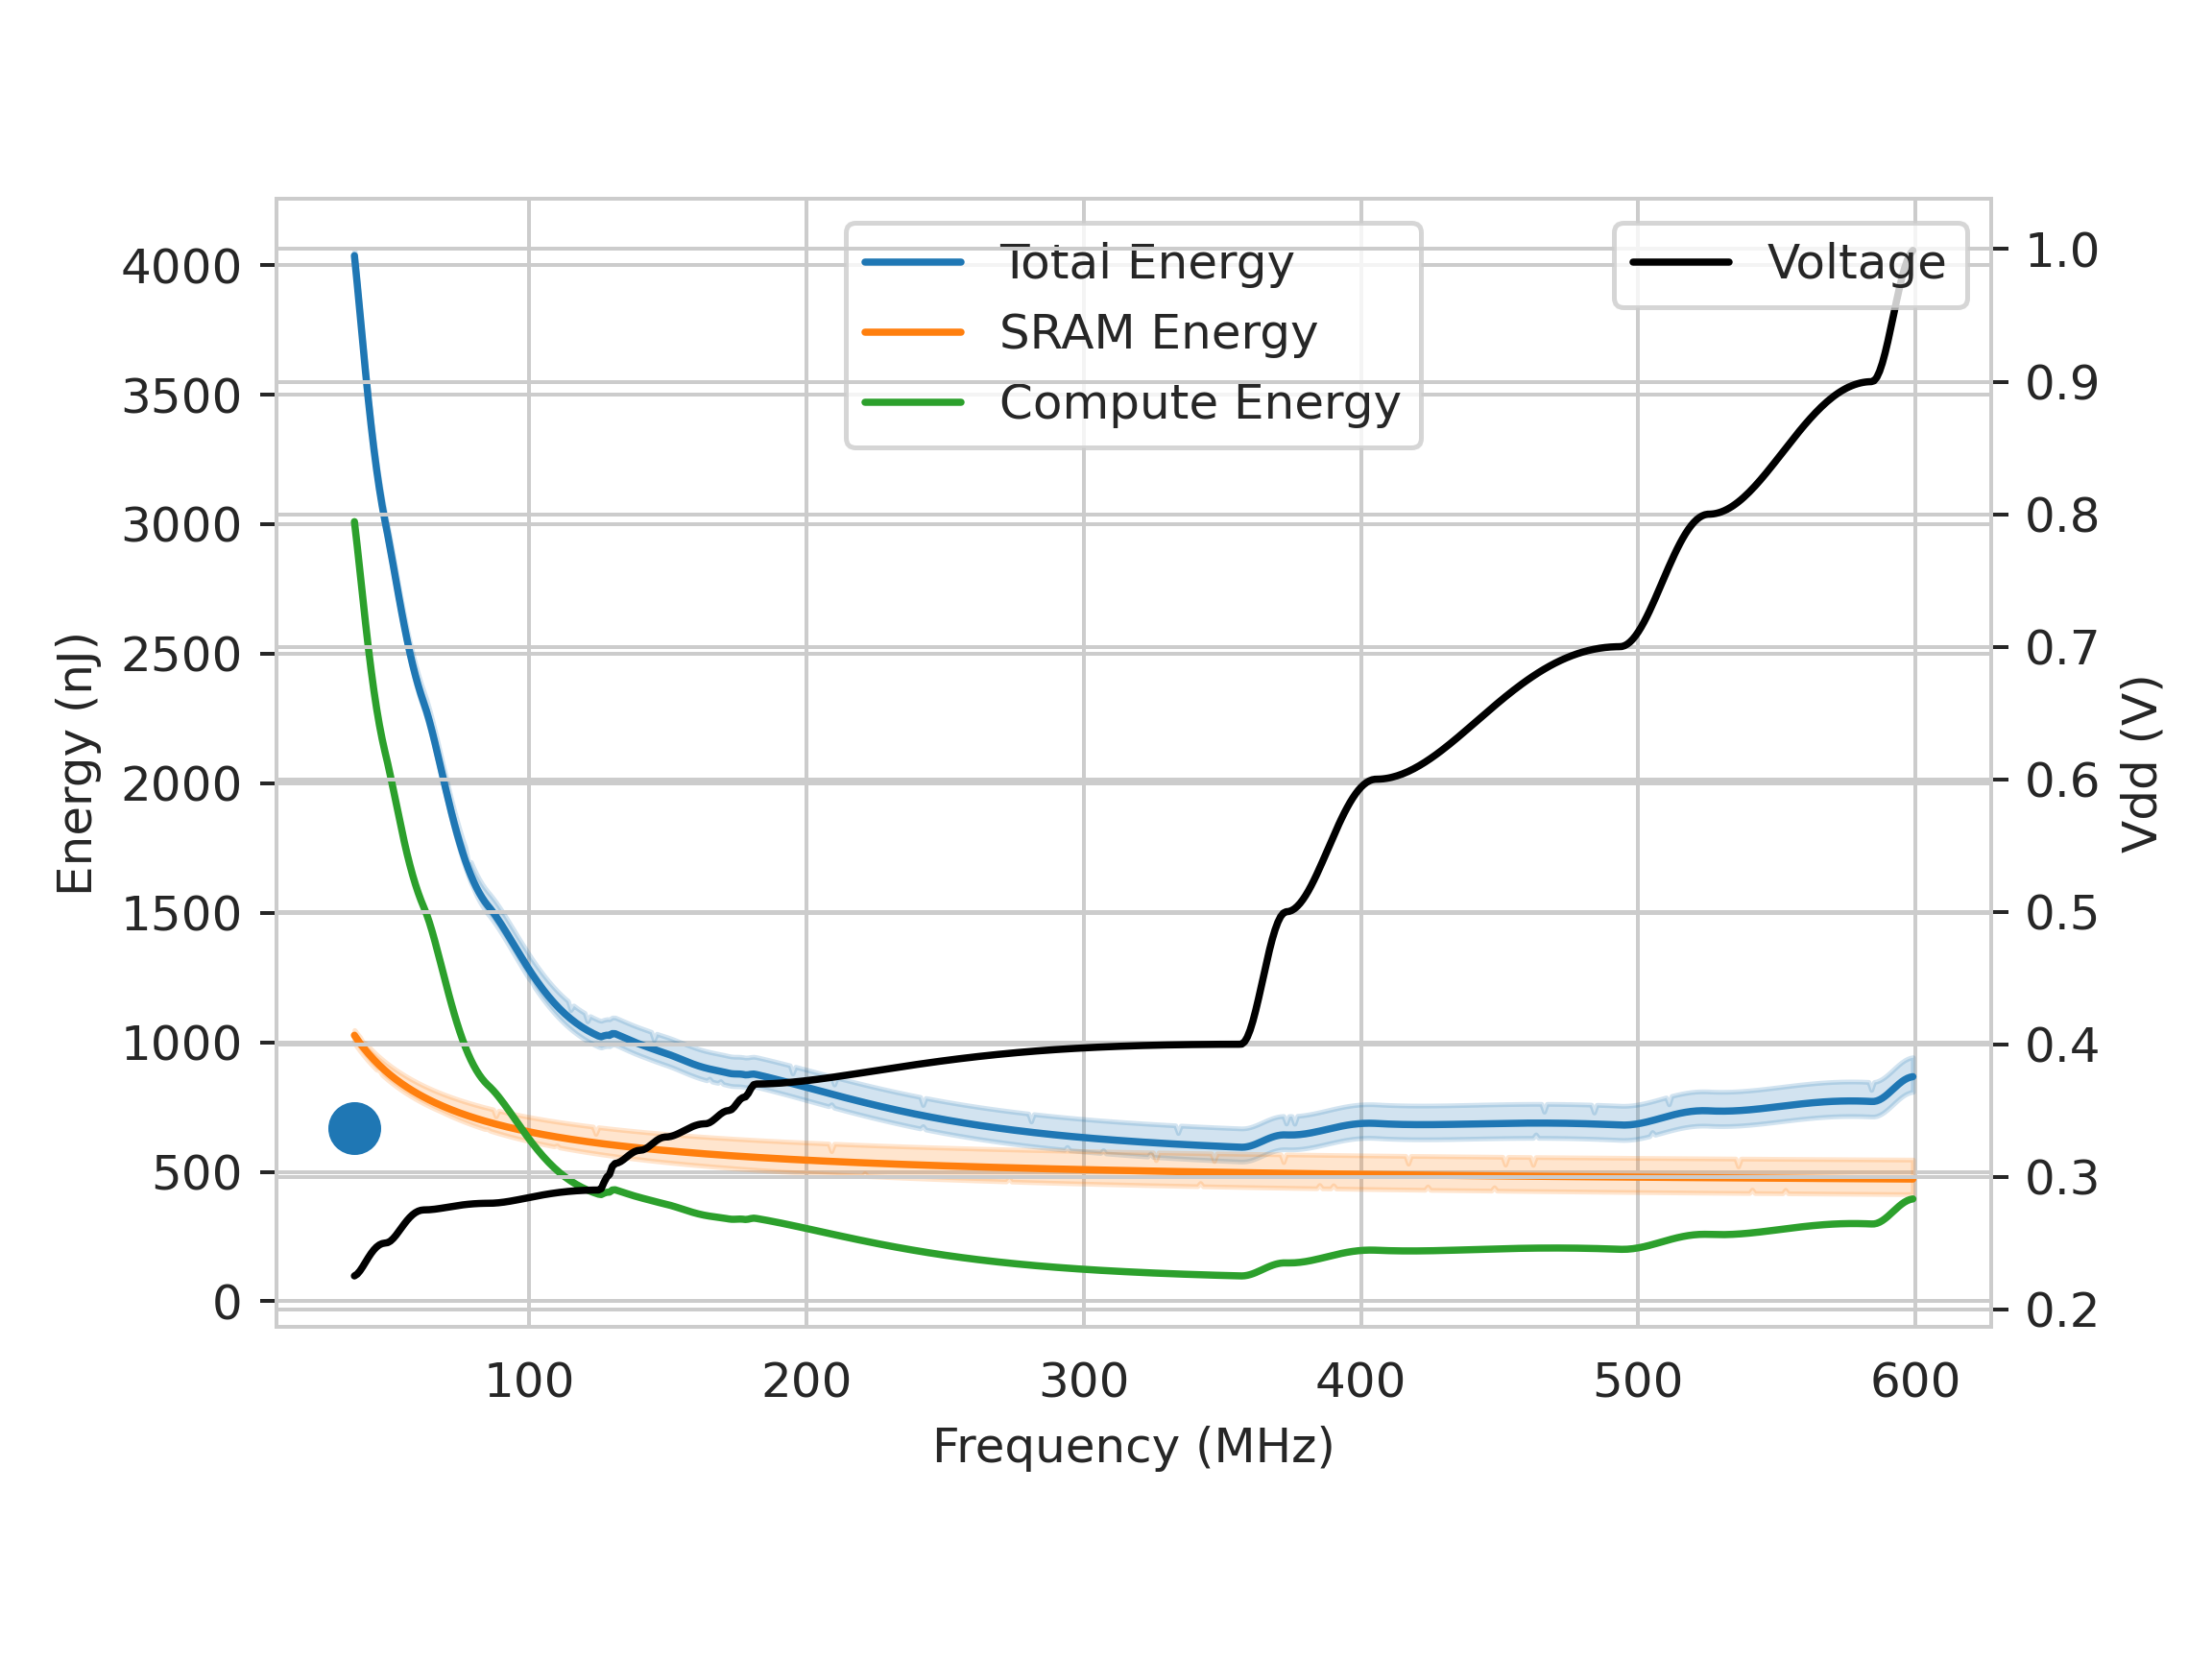 Total Energy
SRAM Energy
Compute Energy
Voltage
4000
3500
3000
2500
2000
1500
1000
500
0
Energy (nJ)
1.0
0.9
0.8
0.7
0.6
0.5
0.4
0.3
0.2
Vdd (V)
100 200 300 400 500 600
Frequency (MHz)